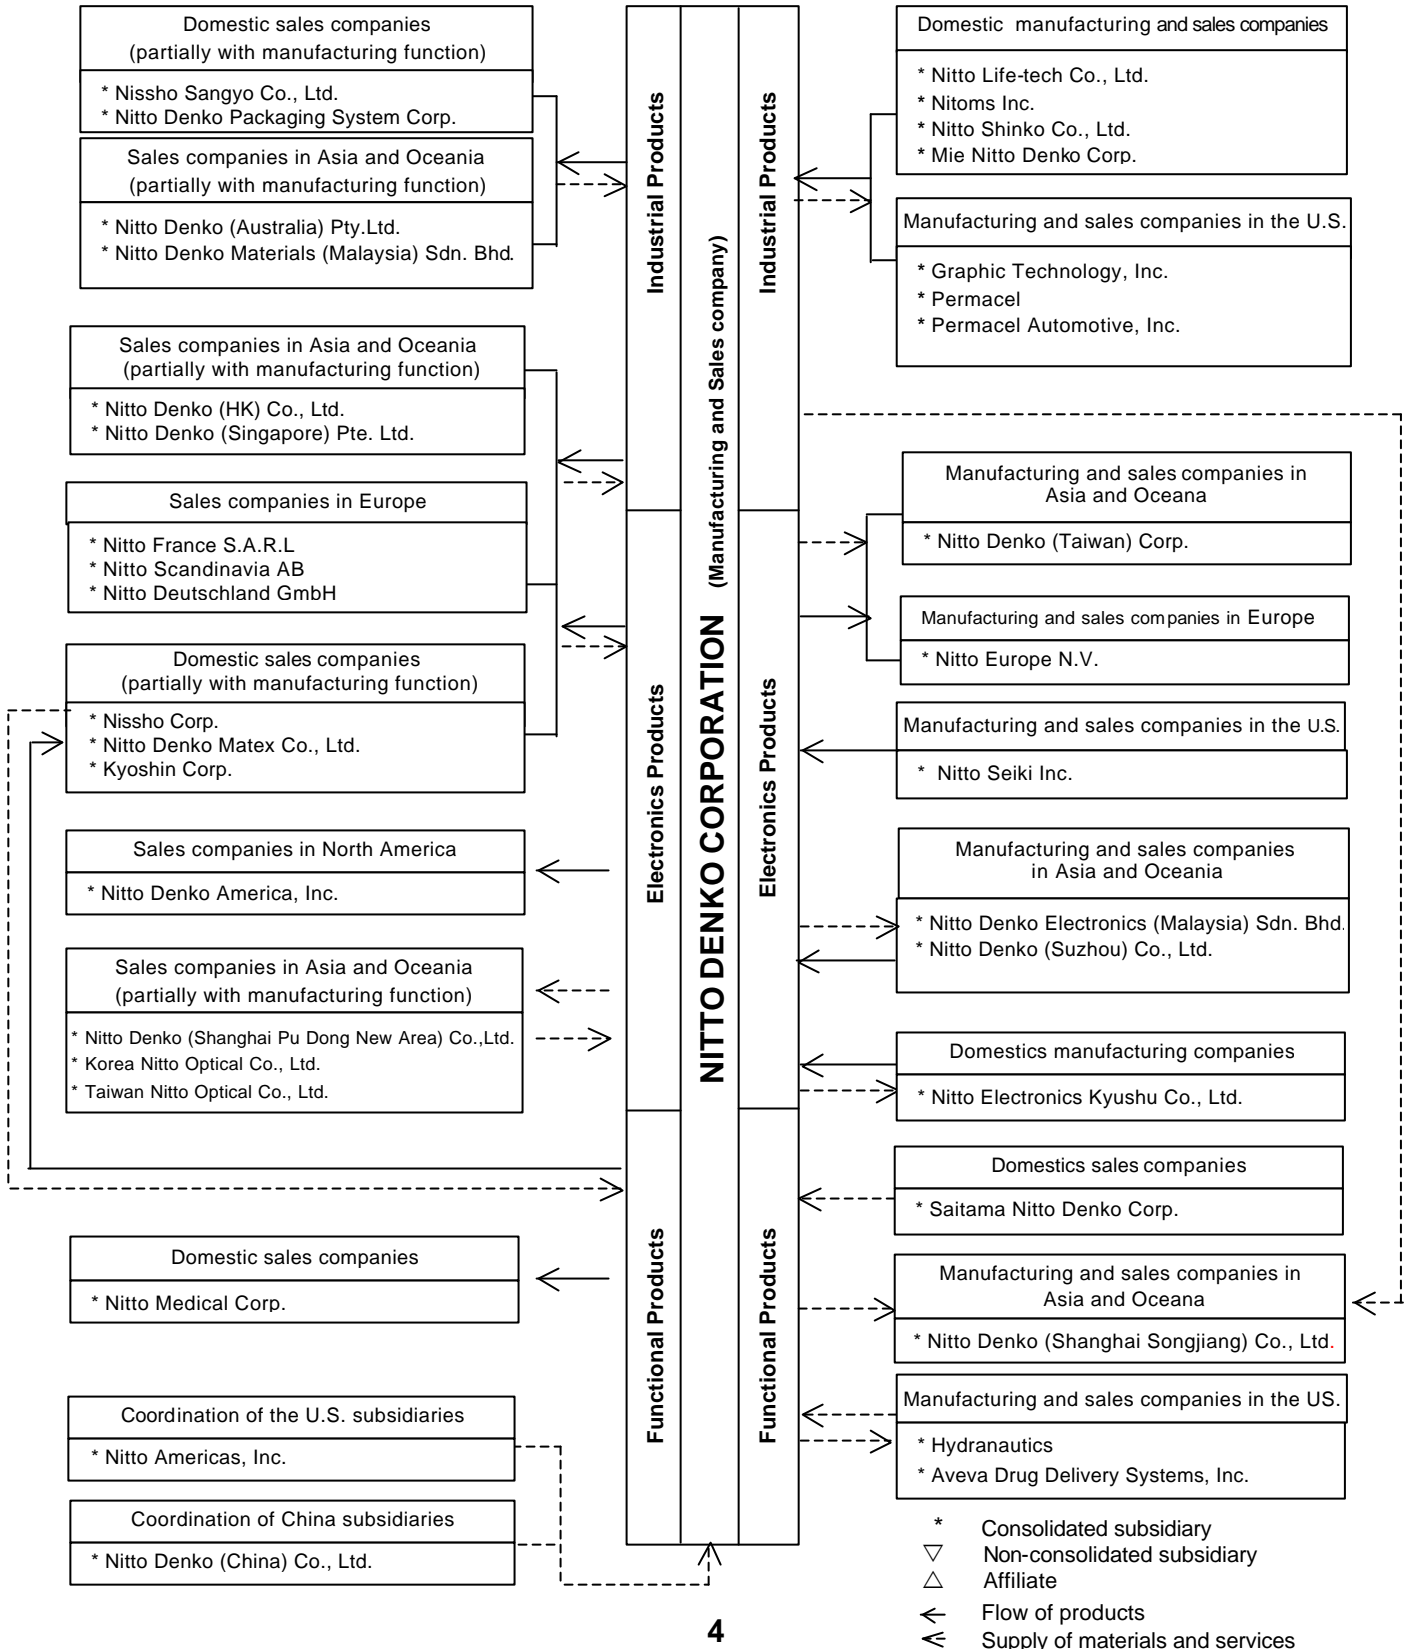 Domestic sales companies
(partially with manufacturing function)
* Nissho Sangyo Co., Ltd.
* Nitto Denko Packaging System Corp.
Sales companies in Asia and Oceania
(partially with manufacturing function)
* Nitto Denko (Australia) Pty.Ltd.
* Nitto Denko Materials (Malaysia) Sdn. Bhd.
Sales companies in Asia and Oceania
(partially with manufacturing function)
* Nitto Denko (HK) Co., Ltd.
* Nitto Denko (Singapore) Pte. Ltd.
Sales companies in Europe
* Nitto France S.A.R.L
* Nitto Scandinavia AB
* Nitto Deutschland GmbH
Domestic sales companies
(partially with manufacturing function)
* Nissho Corp.
* Nitto Denko Matex Co., Ltd.
* Kyoshin Corp.
Sales companies in North America
* Nitto Denko America, Inc.
Sales companies in Asia and Oceania
(partially with manufacturing function)
* Nitto Denko (Shanghai Pu Dong New Area) Co.,Ltd.
* Korea Nitto Optical Co., Ltd.
* Taiwan Nitto Optical Co., Ltd.
Domestic sales companies
* Nitto Medical Corp.
Coordination of the U.S. subsidiaries
* Nitto Americas, Inc.
Coordination of China subsidiaries
* Nitto Denko (China) Co., Ltd.
Industrial Products
Electronics Products
Functional Products
NITTO DENKO CORPORATION (Manufacturing and Sales company)
Industrial Products
Electronics Products
Functional Products
Domestic manufacturing and sales companies
* Nitto Life-tech Co., Ltd.
* Nitoms Inc.
* Nitto Shinko Co., Ltd.
* Mie Nitto Denko Corp.
Manufacturing and sales companies in the U.S.
* Graphic Technology, Inc.
* Permacel
* Permacel Automotive, Inc.
Manufacturing and sales companies in
Asia and Oceana
* Nitto Denko (Taiwan) Corp.
Manufacturing and sales companies in Europe
* Nitto Europe N.V.
Manufacturing and sales companies in the U.S.
* Nitto Seiki Inc.
Manufacturing and sales companies
in Asia and Oceania
* Nitto Denko Electronics (Malaysia) Sdn. Bhd.
* Nitto Denko (Suzhou) Co., Ltd.
Domestics manufacturing companies
* Nitto Electronics Kyushu Co., Ltd.
Domestics sales companies
* Saitama Nitto Denko Corp.
Manufacturing and sales companies in
Asia and Oceana
* Nitto Denko (Shanghai Songjiang) Co., Ltd.
Manufacturing and sales companies in the US.
* Hydranautics
* Aveva Drug Delivery Systems, Inc.
* Consolidated subsidiary
▽ Non-consolidated subsidiary
△ Affiliate
Flow of products
Supply of materials and services
4